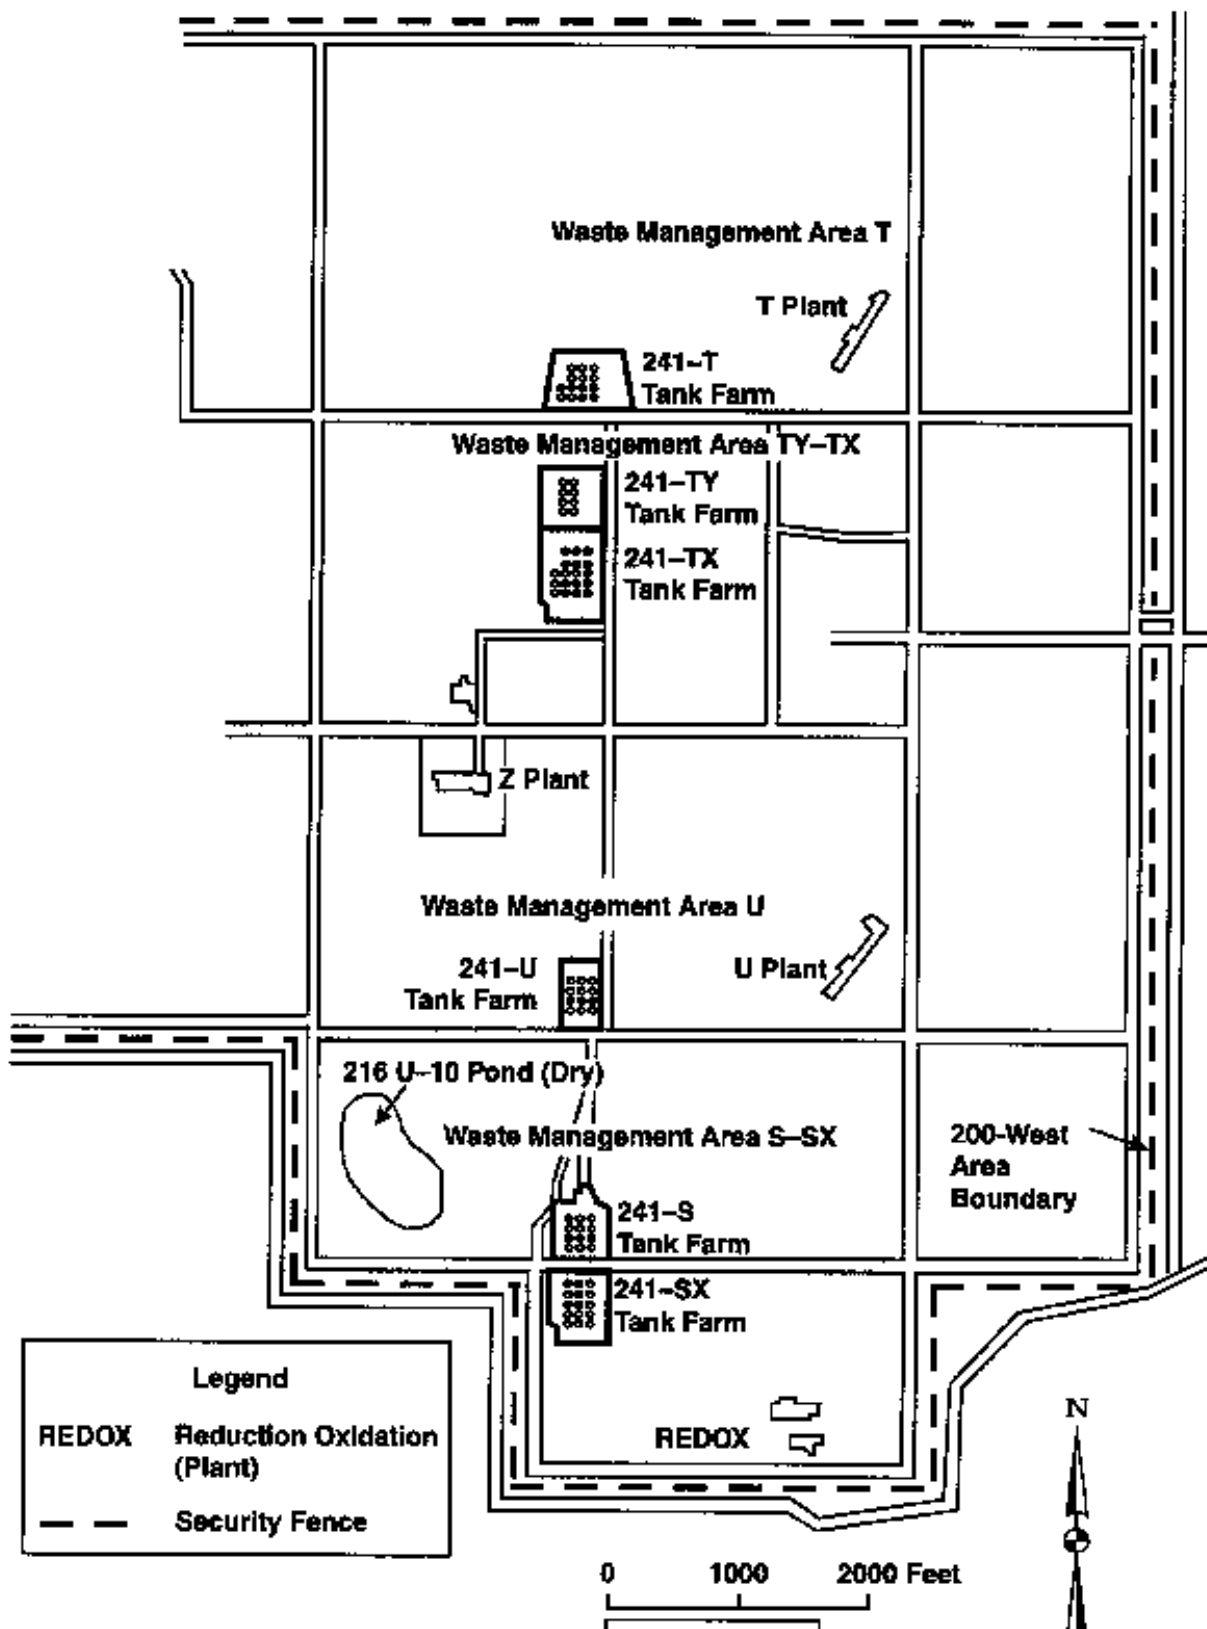 Waste Management Area T
T Plant
241–T
Tank Farm
Waste Management Area TY–TX
241–TY
Tank Farm
241–TX
Tank Farm
Z Plant
Waste Management Area U
241–U
Tank Farm
U Plant
216 U–10 Pond (Dry)
Waste Management Area S–SX
200-West
Area
Boundary
241–S
Tank Farm
241–SX
Tank Farm
REDOX
Legend
REDOX Reduction Oxidation
(Plant)
Security Fence
N
0 1000 2000 Feet